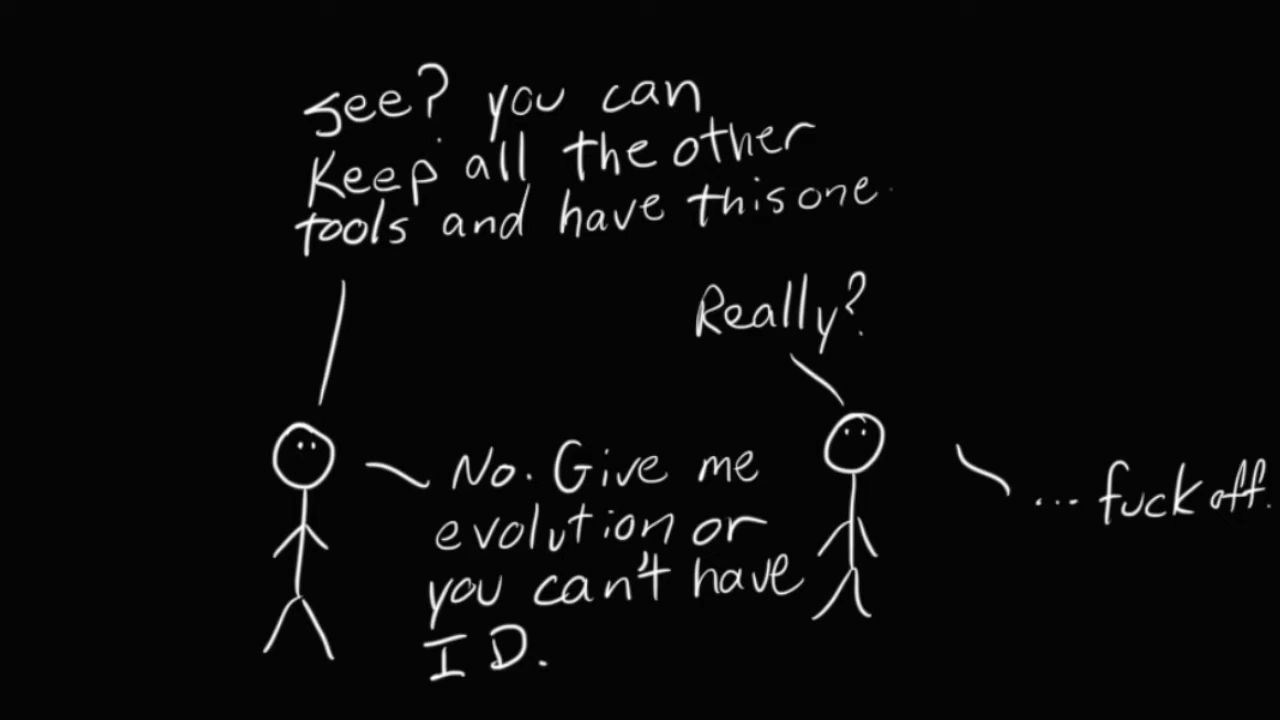 see? you can
Keep all the other
tools and have this one.
Really?
No. Give me
evolution or
you can't have
ID.
... fuck off.